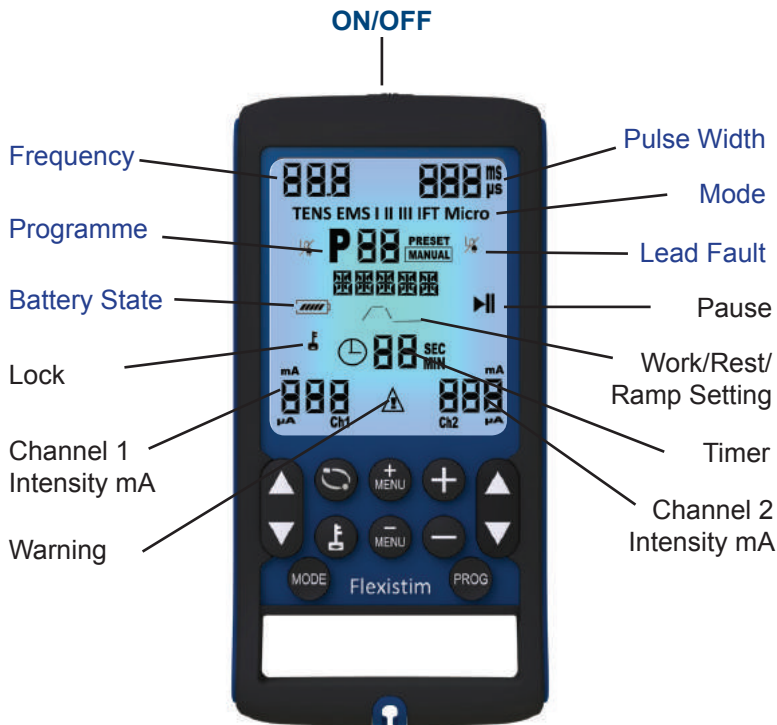 ON/OFF
Frequency
Pulse Width
88.8
888 ms µs
Mode
TENS EMS I II III IFT Micro
Programme
P88 PRESET MANUAL
Lead Fault
Battery State
Pause
Lock
88 SEC MIN
Work/Rest/
Ramp Setting
mA
mA
888
888
µA Ch1
Ch2 µA
Channel 1
Intensity mA
Timer
Channel 2
Intensity mA
Warning
+ MENU +
- MENU -
MODE Flexistim PROG